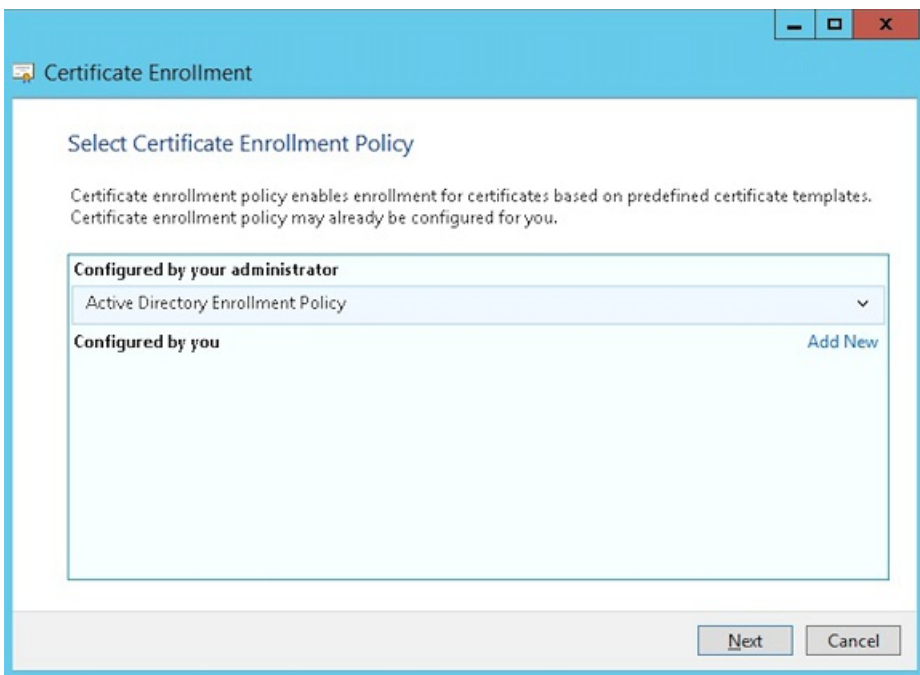 Certificate Enrollment
Select Certificate Enrollment Policy
Certificate enrollment policy enables enrollment for certificates based on predefined certificate templates.
Certificate enrollment policy may already be configured for you.
Configured by your administrator
Active Directory Enrollment Policy
Configured by you Add New
Next Cancel